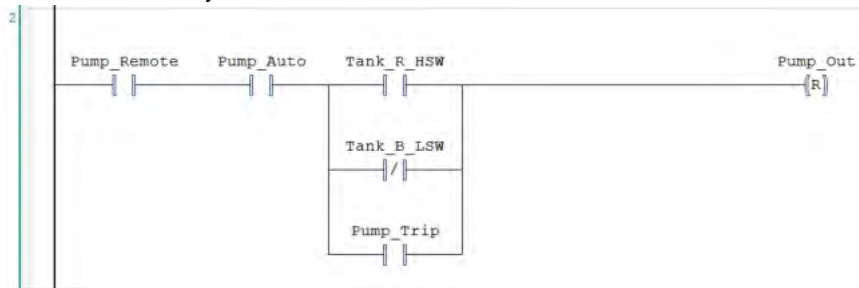 2
Pump_Remote Pump_Auto Tank_R_HSW Pump_Out
(R)
Tank_B_LSW
/
Pump_Trip